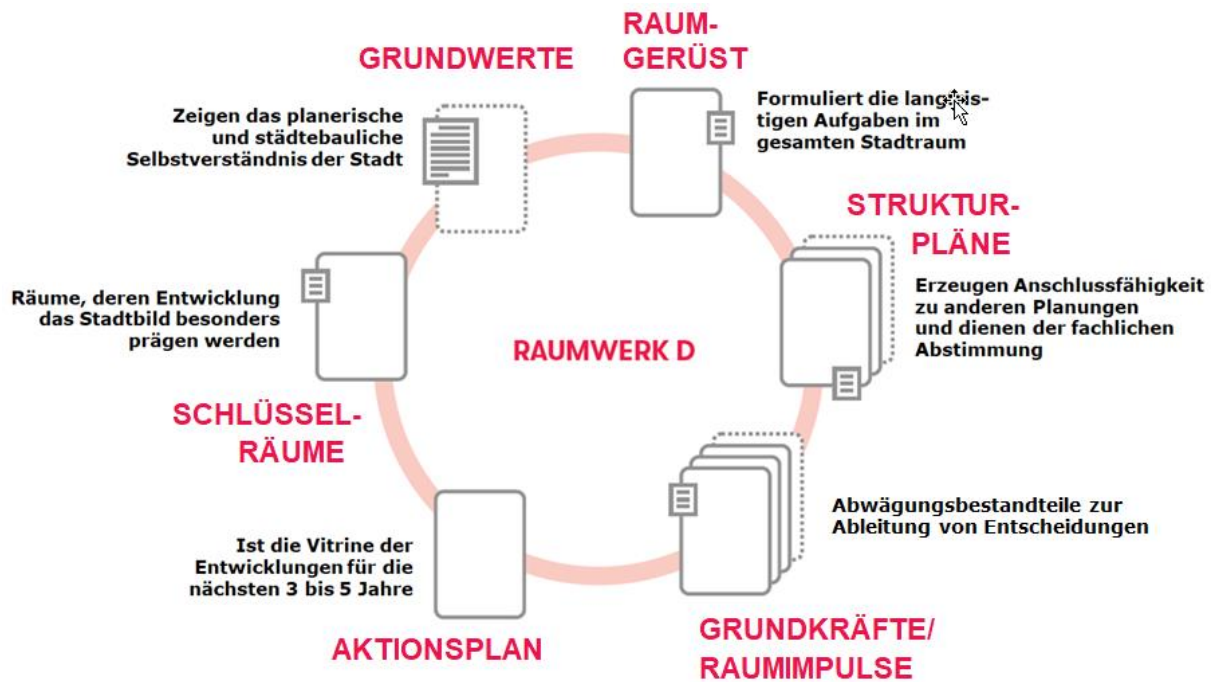 GRUNDWERTE
Zeigen das planerische
und städtebauliche
Selbstverständnis der Stadt
RAUM-
GERÜST
Formuliert die langfris-
tigen Aufgaben im
gesamten Stadtraum
STRUKTUR-
PLÄNE
Erzeugen Anschlussfähigkeit
zu anderen Planungen
und dienen der fachlichen
Abstimmung
Räume, deren Entwicklung
das Stadtbild besonders
prägen werden
SCHLÜSSEL-
RÄUME
RAUMWERK D
Abwägungsbestandteile zur
Ableitung von Entscheidungen
GRUNDKRÄFTE/
RAUMIMPULSE
Ist die Vitrine der
Entwicklungen für die
nächsten 3 bis 5 Jahre
AKTIONSPLAN